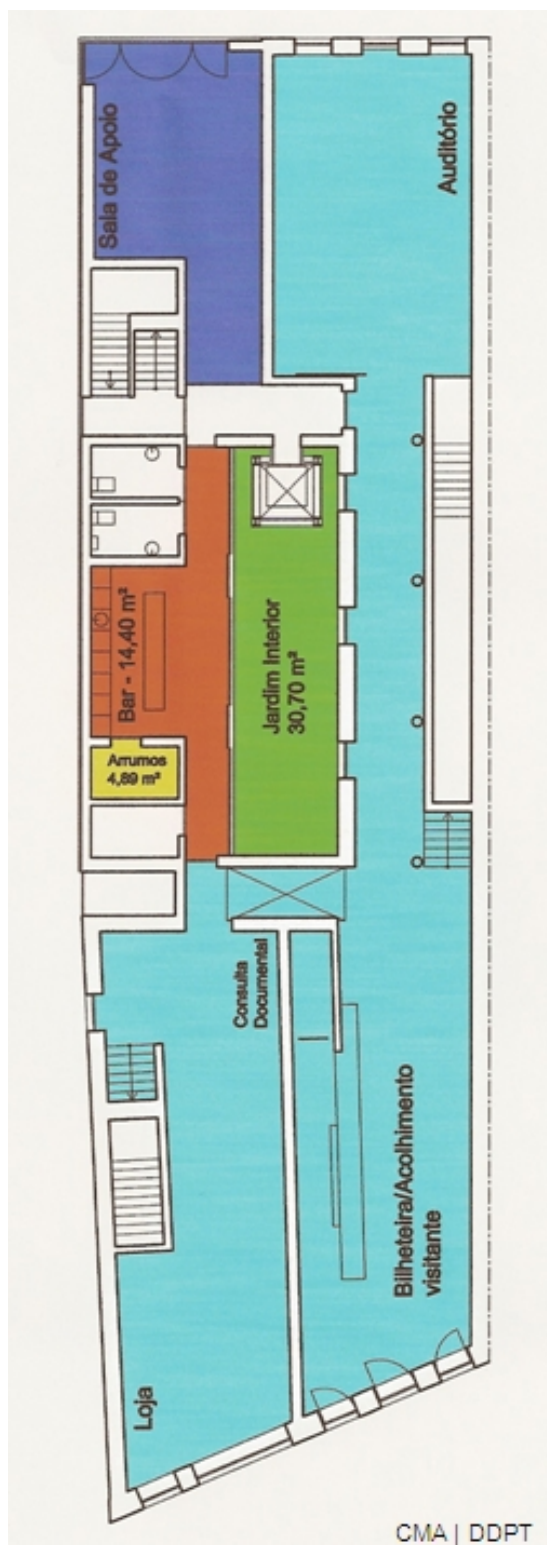 Sala de Apoio
Auditório
Bar - 14,40 m²
Jardim Interior
30,70 m²
Arrumos
4,89 m²
Consulta
Documental
Bilheteira/Acolhimento
visitante
Loja
CMA | DDPT